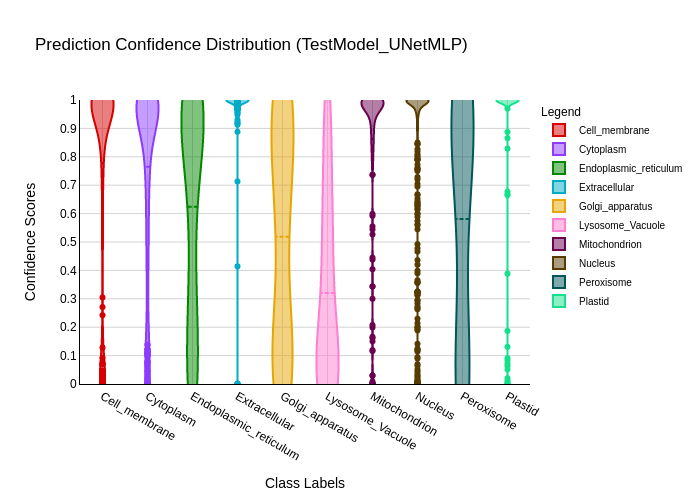 Prediction Confidence Distribution (TestModel_UNetMLP)
Legend
Cell_membrane
Cytoplasm
Endoplasmic_reticulum
Extracellular
Golgi_apparatus
Lysosome_Vacuole
Mitochondrion
Nucleus
Peroxisome
Plastid
Confidence Scores
1
0.9
0.8
0.7
0.6
0.5
0.4
0.3
0.2
0.1
0
Cell_membrane
Cytoplasm
Endoplasmic_reticulum
Extracellular
Golgi_apparatus
Lysosome_Vacuole
Mitochondrion
Nucleus
Peroxisome
Plastid
Class Labels